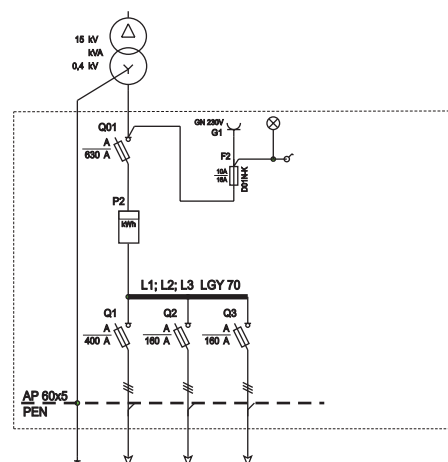 15 kV
kVA
0,4 kV
Q01
A
630 A
GN 230V
G1
F2
10A
16A
D01N-K
P2
kWh
L1; L2; L3 LGY 70
Q1
A
400 A
Q2
A
160 A
Q3
A
160 A
AP 60x5
PEN